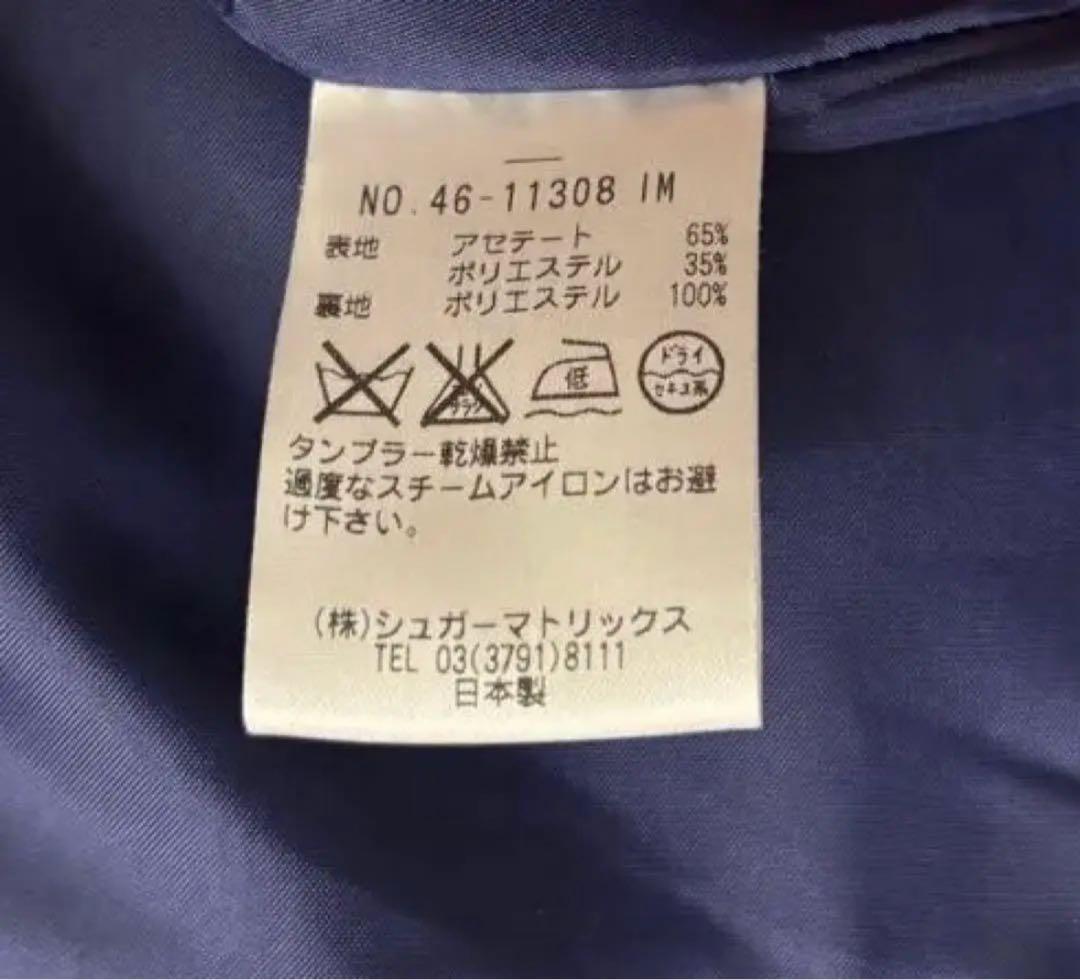 NO.46-11308 IM
表地 アセテート 65%
ポリエステル 35%
裏地 ポリエステル 100%
低
ドライ
セキユ系
タンブラー乾燥禁止
過度なスチームアイロンはお避
け下さい。
(株)シュガーマトリックス
TEL 03(3791)8111
日本製